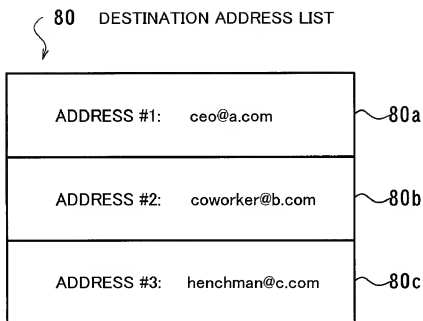 80 DESTINATION ADDRESS LIST
ADDRESS #1: ceo@a.com 80a
ADDRESS #2: coworker@b.com 80b
ADDRESS #3: henchman@c.com 80c